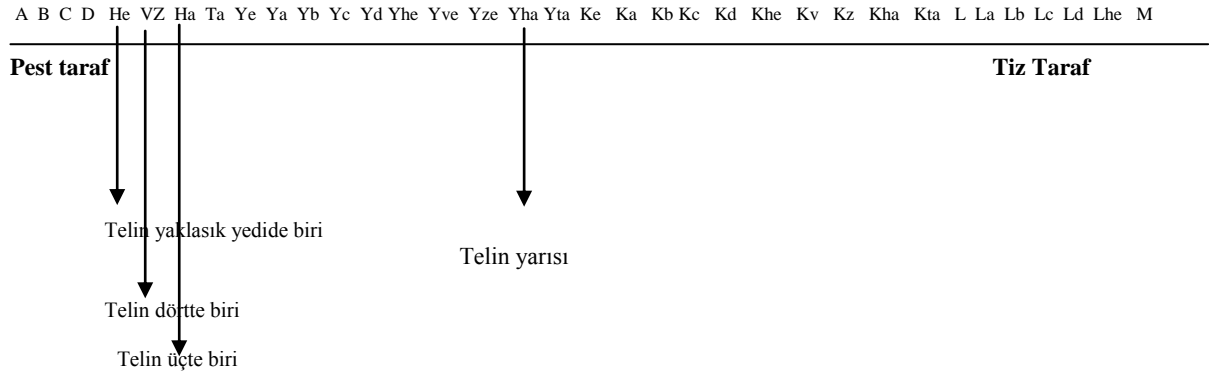 A B C D He VZ Ha Ta Ye Ya Yb Yc Yd Yhe Yve Yze Yha Yta Ke Ka Kb Kc Kd Khe Kv Kz Kha Kta L La Lb Lc Ld Lhe M
Pest taraf Tiz Taraf
Telin yaklasık yedide biri
Telin yarısı
Telin dörtte biri
Telin üçte biri